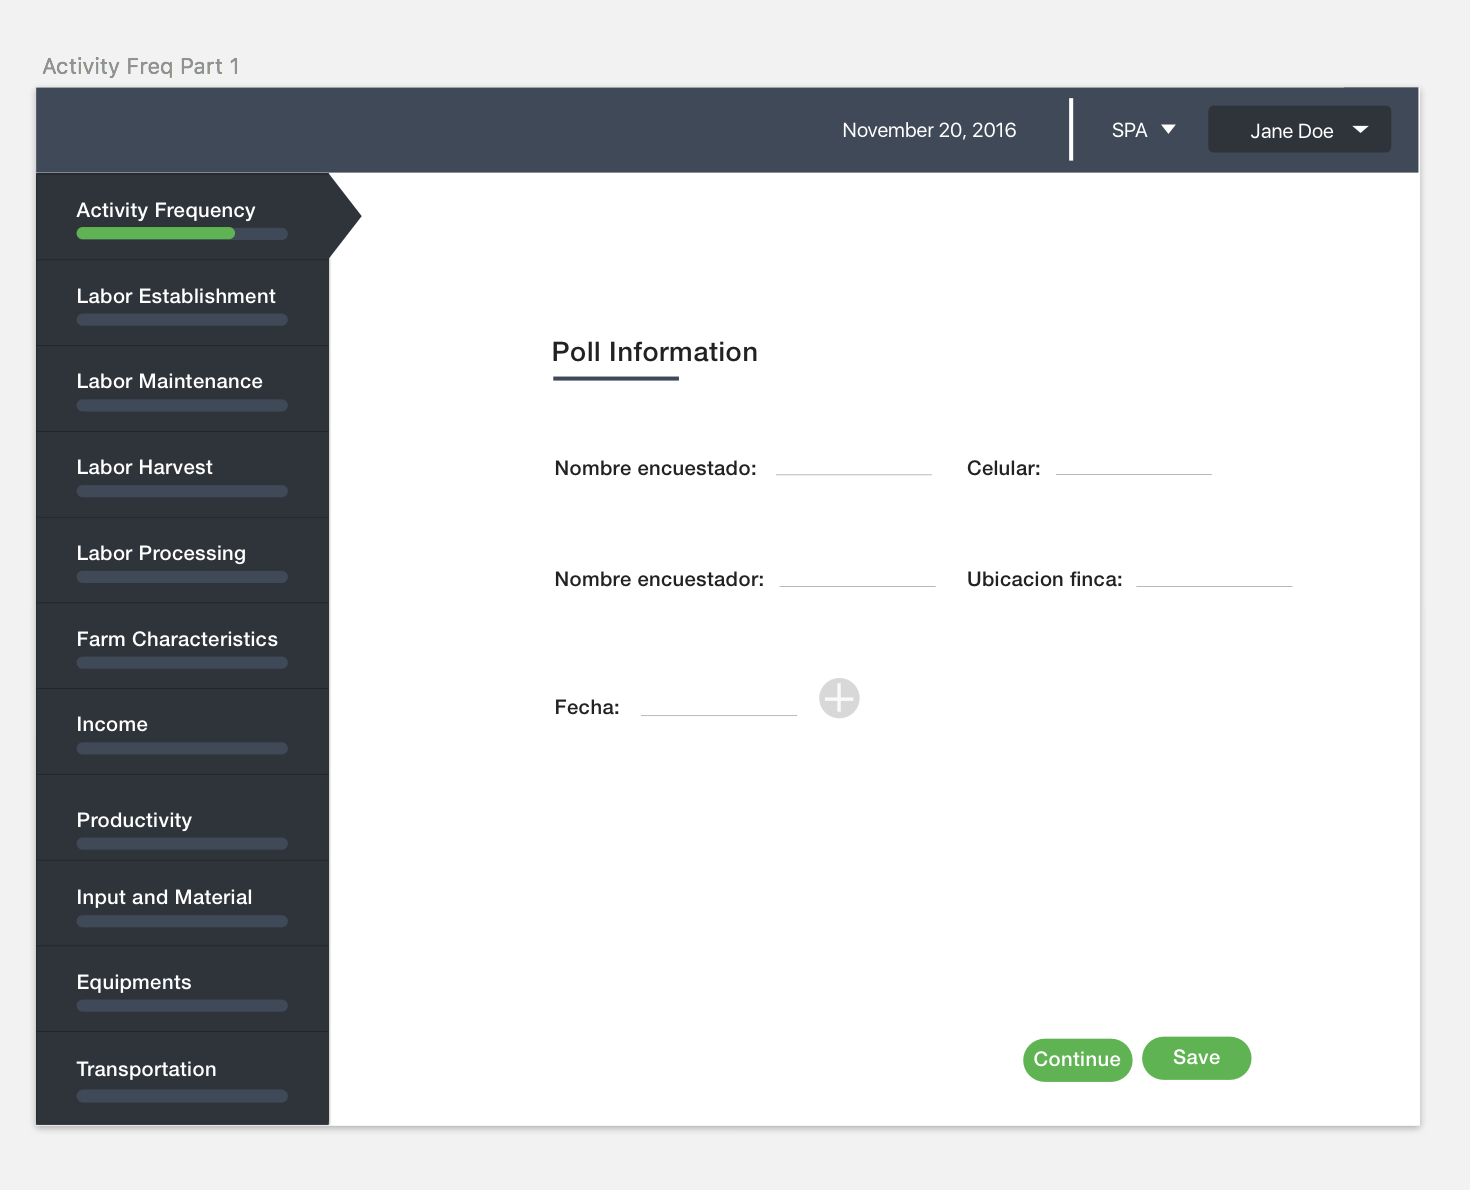 Activity Freq Part 1
November 20, 2016
SPA
Jane Doe
Activity Frequency
Labor Establishment
Labor Maintenance
Labor Harvest
Labor Processing
Farm Characteristics
Income
Productivity
Input and Material
Equipments
Transportation
Poll Information
Nombre encuestado:
Celular:
Nombre encuestador:
Ubicacion finca:
Fecha:
Continue
Save